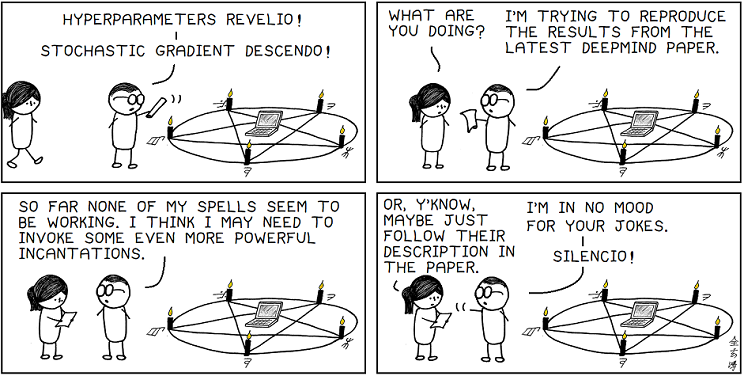 HYPERPARAMETERS REVELIO!
STOCHASTIC GRADIENT DESCENDO!
WHAT ARE
YOU DOING?
I'M TRYING TO REPRODUCE
THE RESULTS FROM THE
LATEST DEEPMIND PAPER.
SO FAR NONE OF MY SPELLS SEEM TO
BE WORKING. I THINK I MAY NEED TO
INVOKE SOME EVEN MORE POWERFUL
INCANTATIONS.
OR, Y'KNOW,
MAYBE JUST
FOLLOW THEIR
DESCRIPTION IN
THE PAPER.
I'M IN NO MOOD
FOR YOUR JOKES.
SILENCIO!